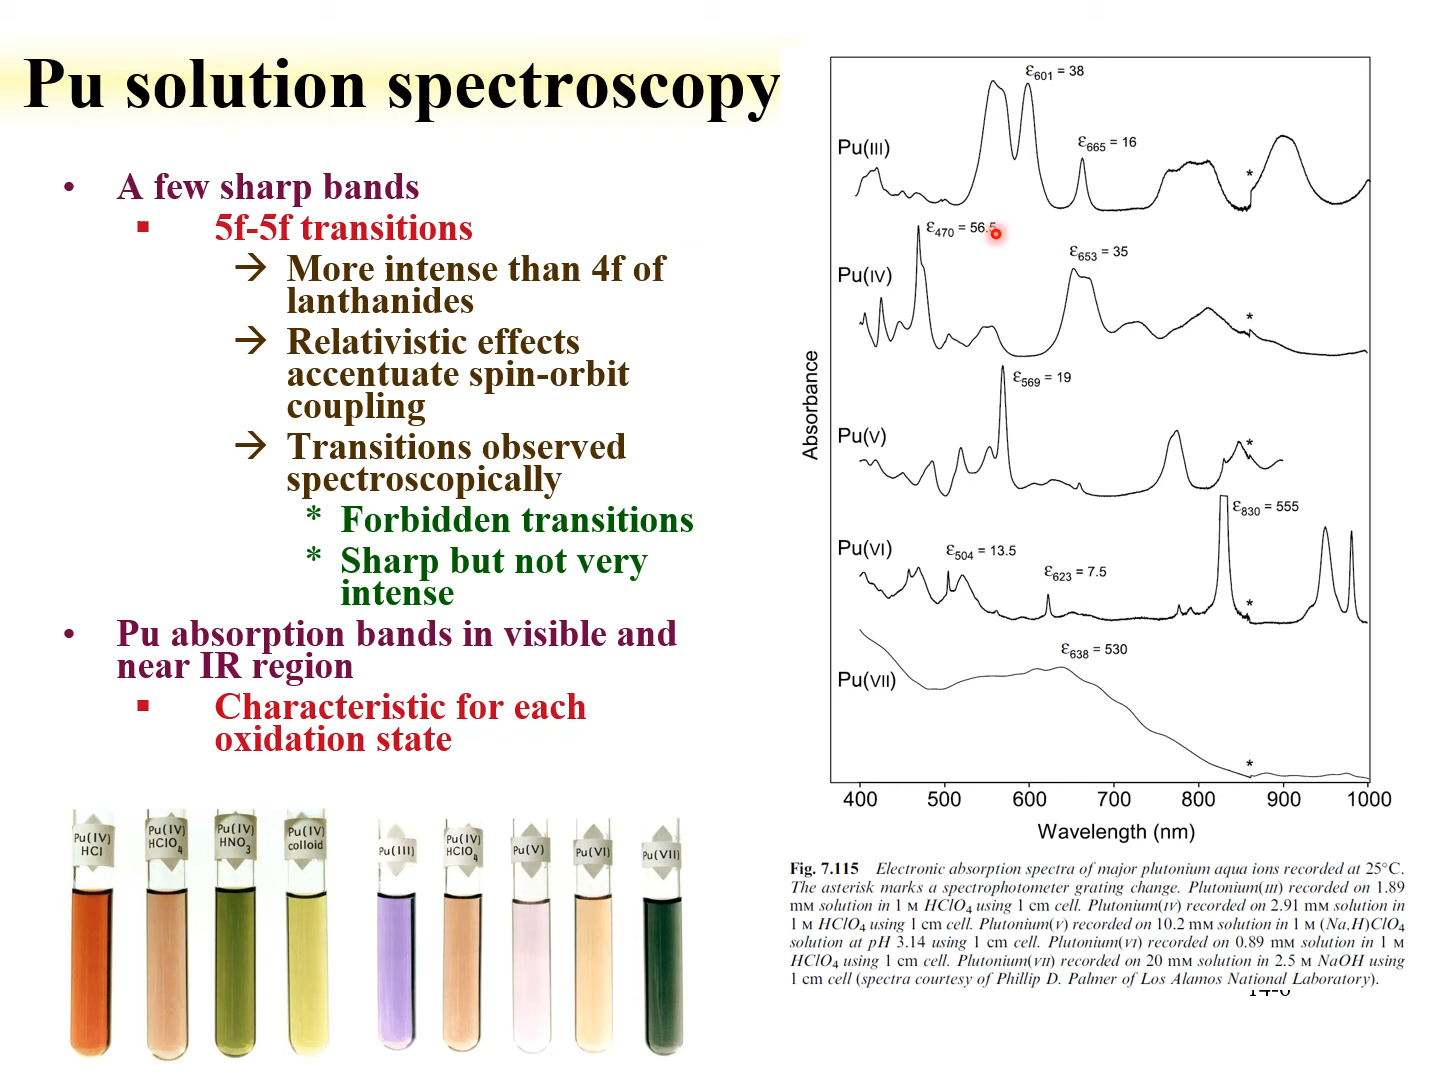 Pu solution spectroscopy
• A few sharp bands
▪ 5f-5f transitions
→ More intense than 4f of
lanthanides
→ Relativistic effects
accentuate spin-orbit
coupling
→ Transitions observed
spectroscopically
* Forbidden transitions
* Sharp but not very
intense
• Pu absorption bands in visible and
near IR region
▪ Characteristic for each
oxidation state
Pu(IV)
HCl
Pu(IV)
HClO4
Pu(IV)
HNO3
Pu(IV)
colloid
Pu(III)
Pu(IV)
HClO4
Pu(V)
Pu(VI)
Pu(VII)
Absorbance
Pu(III)
ε601 = 38
ε665 = 16
*
Pu(IV)
ε470 = 56.5
ε653 = 35
*
Pu(V)
ε569 = 19
*
Pu(VI)
ε504 = 13.5
ε623 = 7.5
ε830 = 555
*
Pu(VII)
ε638 = 530
*
400 500 600 700 800 900 1000
Wavelength (nm)
Fig. 7.115 Electronic absorption spectra of major plutonium aqua ions recorded at 25°C.
The asterisk marks a spectrophotometer grating change. Plutonium(III) recorded on 1.89
mM solution in 1 M HClO4 using 1 cm cell. Plutonium(IV) recorded on 2.91 mM solution in
1 M HClO4 using 1 cm cell. Plutonium(V) recorded on 10.2 mM solution in 1 M (Na,H)ClO4
solution at pH 3.14 using 1 cm cell. Plutonium(VI) recorded on 0.89 mM solution in 1 M
HClO4 using 1 cm cell. Plutonium(VII) recorded on 20 mM solution in 2.5 M NaOH using
1 cm cell (spectra courtesy of Phillip D. Palmer of Los Alamos National Laboratory).